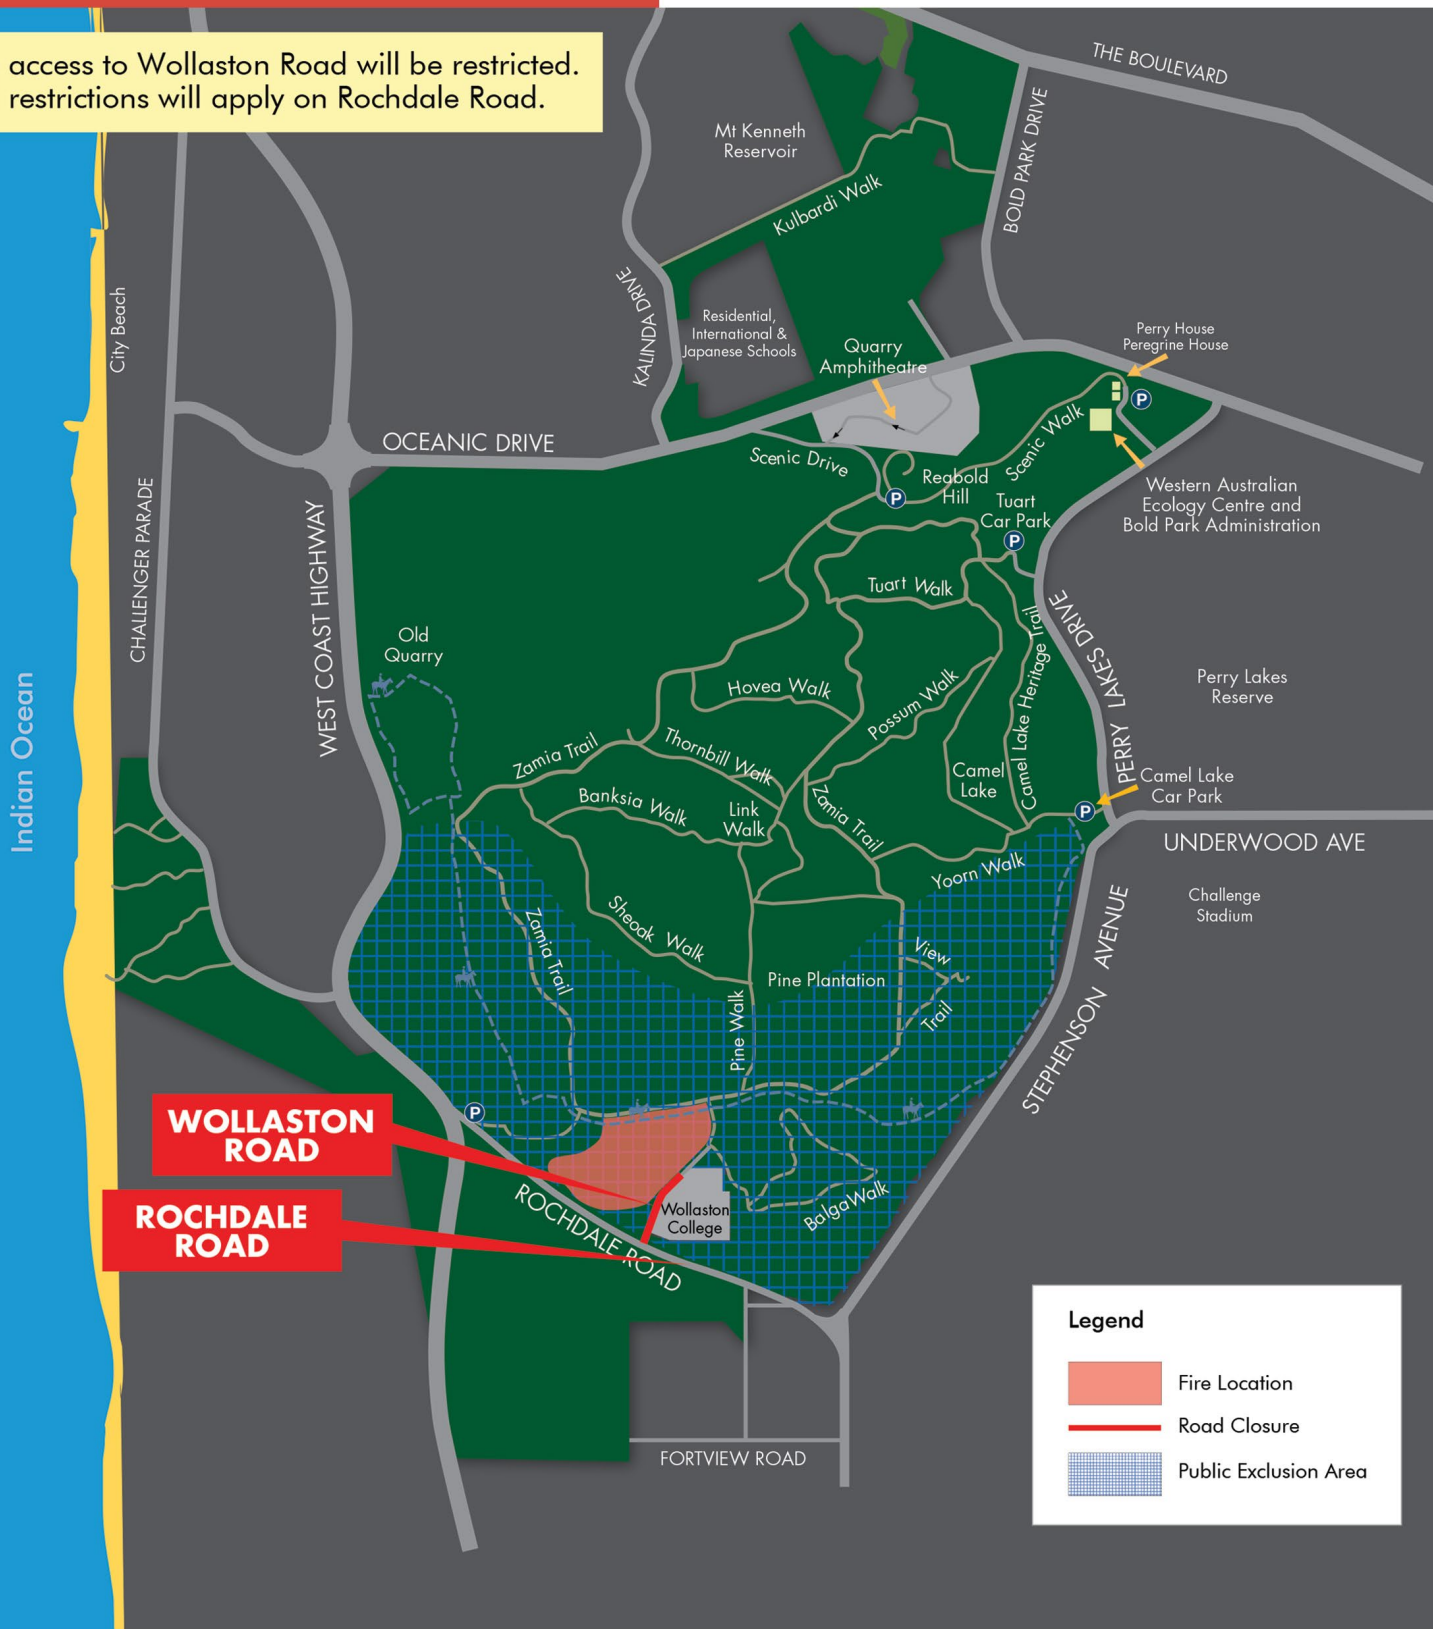 access to Wollaston Road will be restricted.
restrictions will apply on Rochdale Road.
THE BOULEVARD
BOLD PARK DRIVE
Mt Kenneth
Reservoir
Kulbardi Walk
KALINDA DRIVE
City Beach
Residential,
International &
Japanese Schools
Quarry
Amphitheatre
Perry House
Peregrine House
P
OCEANIC DRIVE
Scenic Drive
Scenic Walk
Reabold
Hill
P
Tuart
Car Park
P
Western Australian
Ecology Centre and
Bold Park Administration
CHALLENGER PARADE
WEST COAST HIGHWAY
Tuart Walk
Old
Quarry
PERRY LAKES DRIVE
Camel Lake Heritage Trail
Perry Lakes
Reserve
Indian Ocean
Hovea Walk
Possum Walk
Zamia Trail
Thornbill Walk
Camel
Lake
Camel Lake
Car Park
P
Banksia Walk
Link
Walk
Zamia Trail
UNDERWOOD AVE
Yoorn Walk
Challenge
Stadium
STEPHENSON AVENUE
Sheoak Walk
Zamia Trail
View
Trail
Pine Plantation
Pine Walk
P
WOLLASTON
ROAD
ROCHDALE
ROAD
ROCHDALE ROAD
Wollaston
College
Balga Walk
FORTVIEW ROAD
Legend
Fire Location
Road Closure
Public Exclusion Area